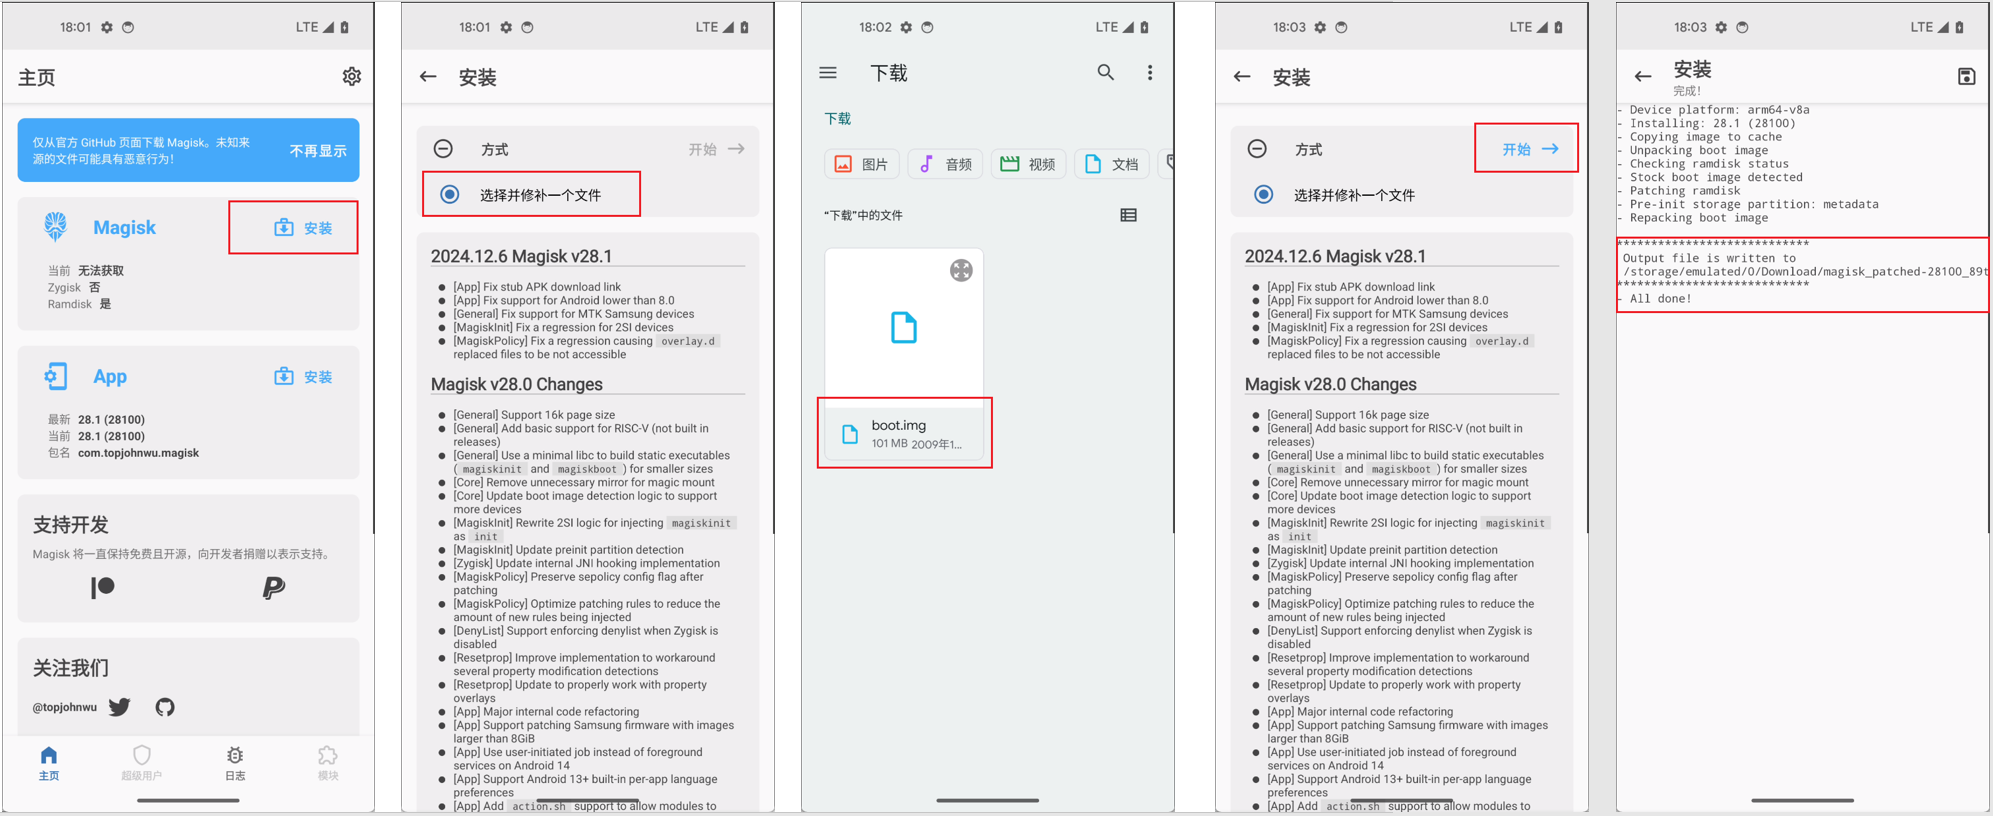 18:01
LTE
主页
仅从官方 GitHub 页面下载 Magisk。未知来
源的文件可能具有恶意行为！
不再显示
Magisk
安装
当前 无法获取
Zygisk 否
Ramdisk 是
App
安装
最新 28.1 (28100)
当前 28.1 (28100)
包名 com.topjohnwu.magisk
支持开发
Magisk 将一直保持免费且开源，向开发者捐赠以表示支持。
关注我们
@topjohnwu
主页
超级用户
日志
模块
18:01
LTE
安装
方式
开始
选择并修补一个文件
2024.12.6 Magisk v28.1
[App] Fix stub APK download link
[App] Fix support for Android lower than 8.0
[General] Fix support for MTK Samsung devices
[MagiskInit] Fix a regression for 2SI devices
[MagiskPolicy] Fix a regression causing overlay.d
replaced files to be not accessible
Magisk v28.0 Changes
[General] Support 16k page size
[General] Add basic support for RISC-V (not built in
releases)
[General] Use a minimal libc to build static executables
( magiskinit and magiskboot ) for smaller sizes
[Core] Remove unnecessary mirror for magic mount
[Core] Update boot image detection logic to support
more devices
[MagiskInit] Rewrite 2SI logic for injecting magiskinit
as init
[MagiskInit] Update preinit partition detection
[Zygisk] Update internal JNI hooking implementation
[MagiskPolicy] Preserve sepolicy config flag after
patching
[MagiskPolicy] Optimize patching rules to reduce the
amount of new rules being injected
[DenyList] Support enforcing denylist when Zygisk is
disabled
[Resetprop] Improve implementation to workaround
several property modification detections
[Resetprop] Update to properly work with property
overlays
[App] Major internal code refactoring
[App] Support patching Samsung firmware with images
larger than 8GiB
[App] Use user-initiated job instead of foreground
services on Android 14
[App] Support Android 13+ built-in per-app language
preferences
[App] Add action.sh support to allow modules to
18:02
LTE
下载
下载
图片
音频
视频
文档
“下载”中的文件
boot.img
101 MB 2009年1...
18:03
LTE
安装
方式
开始
选择并修补一个文件
2024.12.6 Magisk v28.1
[App] Fix stub APK download link
[App] Fix support for Android lower than 8.0
[General] Fix support for MTK Samsung devices
[MagiskInit] Fix a regression for 2SI devices
[MagiskPolicy] Fix a regression causing overlay.d
replaced files to be not accessible
Magisk v28.0 Changes
[General] Support 16k page size
[General] Add basic support for RISC-V (not built in
releases)
[General] Use a minimal libc to build static executables
( magiskinit and magiskboot ) for smaller sizes
[Core] Remove unnecessary mirror for magic mount
[Core] Update boot image detection logic to support
more devices
[MagiskInit] Rewrite 2SI logic for injecting magiskinit
as init
[MagiskInit] Update preinit partition detection
[Zygisk] Update internal JNI hooking implementation
[MagiskPolicy] Preserve sepolicy config flag after
patching
[MagiskPolicy] Optimize patching rules to reduce the
amount of new rules being injected
[DenyList] Support enforcing denylist when Zygisk is
disabled
[Resetprop] Improve implementation to workaround
several property modification detections
[Resetprop] Update to properly work with property
overlays
[App] Major internal code refactoring
[App] Support patching Samsung firmware with images
larger than 8GiB
[App] Use user-initiated job instead of foreground
services on Android 14
[App] Support Android 13+ built-in per-app language
preferences
[App] Add action.sh support to allow modules to
18:03
LTE
安装
完成！
- Device platform: arm64-v8a
- Installing: 28.1 (28100)
- Copying image to cache
- Unpacking boot image
- Checking ramdisk status
- Stock boot image detected
- Patching ramdisk
- Pre-init storage partition: metadata
- Repacking boot image
****************************
Output file is written to
/storage/emulated/0/Download/magisk_patched-28100_89t
****************************
- All done!